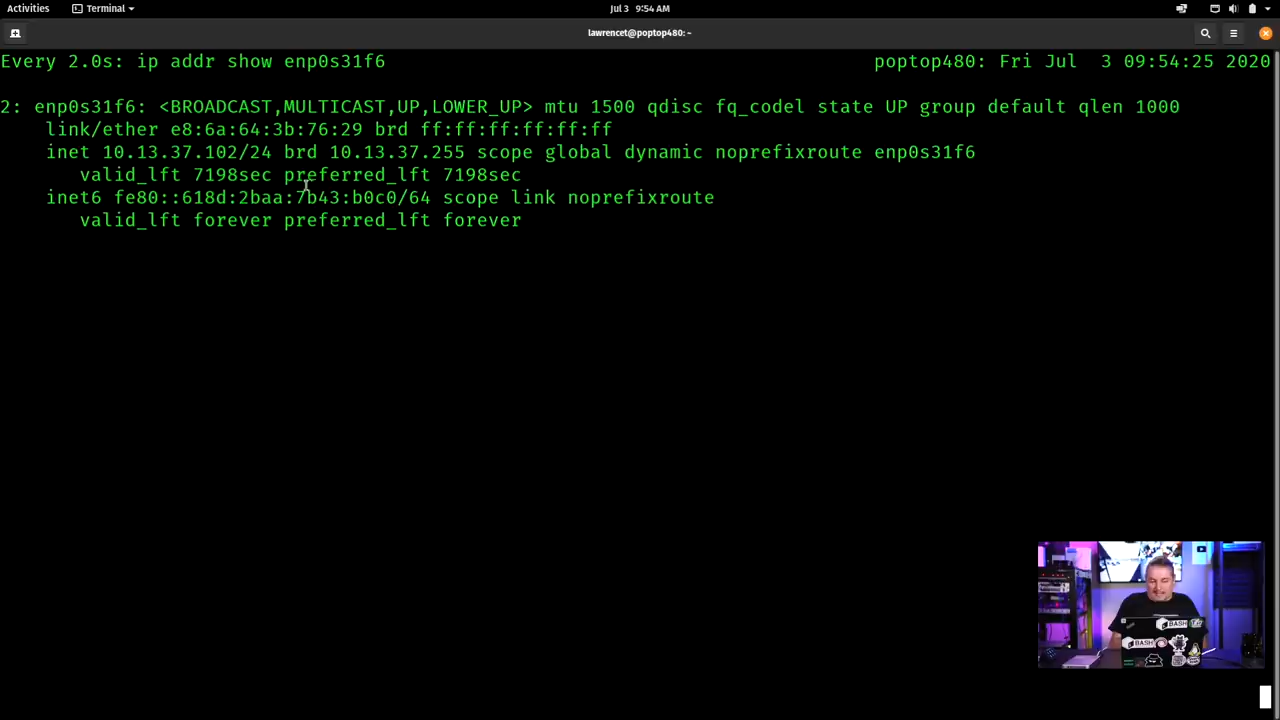 Activities
Terminal
Jul 3 9:54 AM
lawrencet@poptop480: ~
Every 2.0s: ip addr show enp0s31f6
poptop480: Fri Jul  3 09:54:25 2020
2: enp0s31f6: <BROADCAST,MULTICAST,UP,LOWER_UP> mtu 1500 qdisc fq_codel state UP group default qlen 1000
link/ether e8:6a:64:3b:76:29 brd ff:ff:ff:ff:ff:ff
inet 10.13.37.102/24 brd 10.13.37.255 scope global dynamic noprefixroute enp0s31f6
valid_lft 7198sec preferred_lft 7198sec
inet6 fe80::618d:2baa:7b43:b0c0/64 scope link noprefixroute
valid_lft forever preferred_lft forever
BASH
BASH